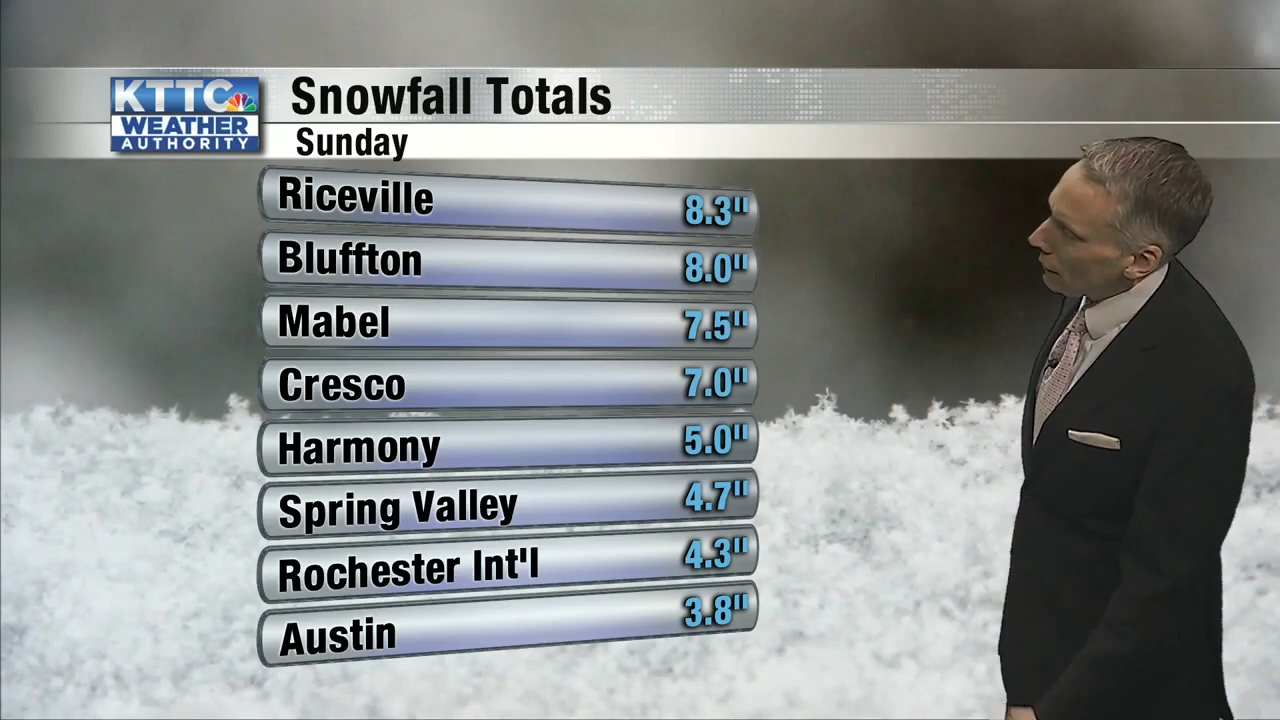 KTTC
WEATHER
AUTHORITY
Snowfall Totals
Sunday
Riceville 8.3"
Bluffton 8.0"
Mabel 7.5"
Cresco 7.0"
Harmony 5.0"
Spring Valley 4.7"
Rochester Int'l 4.3"
Austin 3.8"